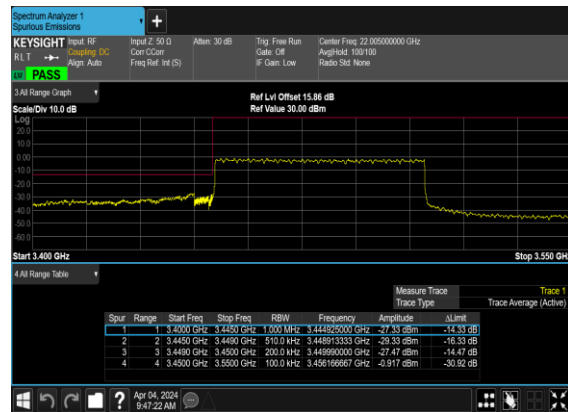 Spectrum Analyzer 1
Spurious Emissions
KEYSIGHT Input: RF Input Z: 50 Ω Atten: 30 dB Trig: Free Run Center Freq: 22.005000000 GHz
RLT Coupling: DC Corr CCorr Gate: Off Avg|Hold: 100/100
Align: Auto Freq Ref: Int (S) IF Gain: Low Radio Std: None
LW PASS
3 All Range Graph
Ref Lvl Offset 15.86 dB
Scale/Div 10.0 dB Ref Value 30.00 dBm
Log
20.0
10.0
0.00
-10.0
-20.0
-30.0
-40.0
-50.0
-60.0
Start 3.400 GHz Stop 3.550 GH
4 All Range Table
Measure Trace Trace 1
Trace Type Trace Average (Active)
Spur Range Start Freq Stop Freq RBW Frequency Amplitude ΔLimit
1 1 3.4000 GHz 3.4450 GHz 1.000 MHz 3.444925000 GHz -27.33 dBm -14.33 dB
2 2 3.4450 GHz 3.4490 GHz 510.0 kHz 3.448913333 GHz -29.33 dBm -16.33 dB
3 3 3.4490 GHz 3.4500 GHz 200.0 kHz 3.449990000 GHz -27.47 dBm -14.47 dB
4 4 3.4500 GHz 3.5500 GHz 100.0 kHz 3.456166667 GHz -0.917 dBm -30.92 dB
Apr 04, 2024
9:47:22 AM